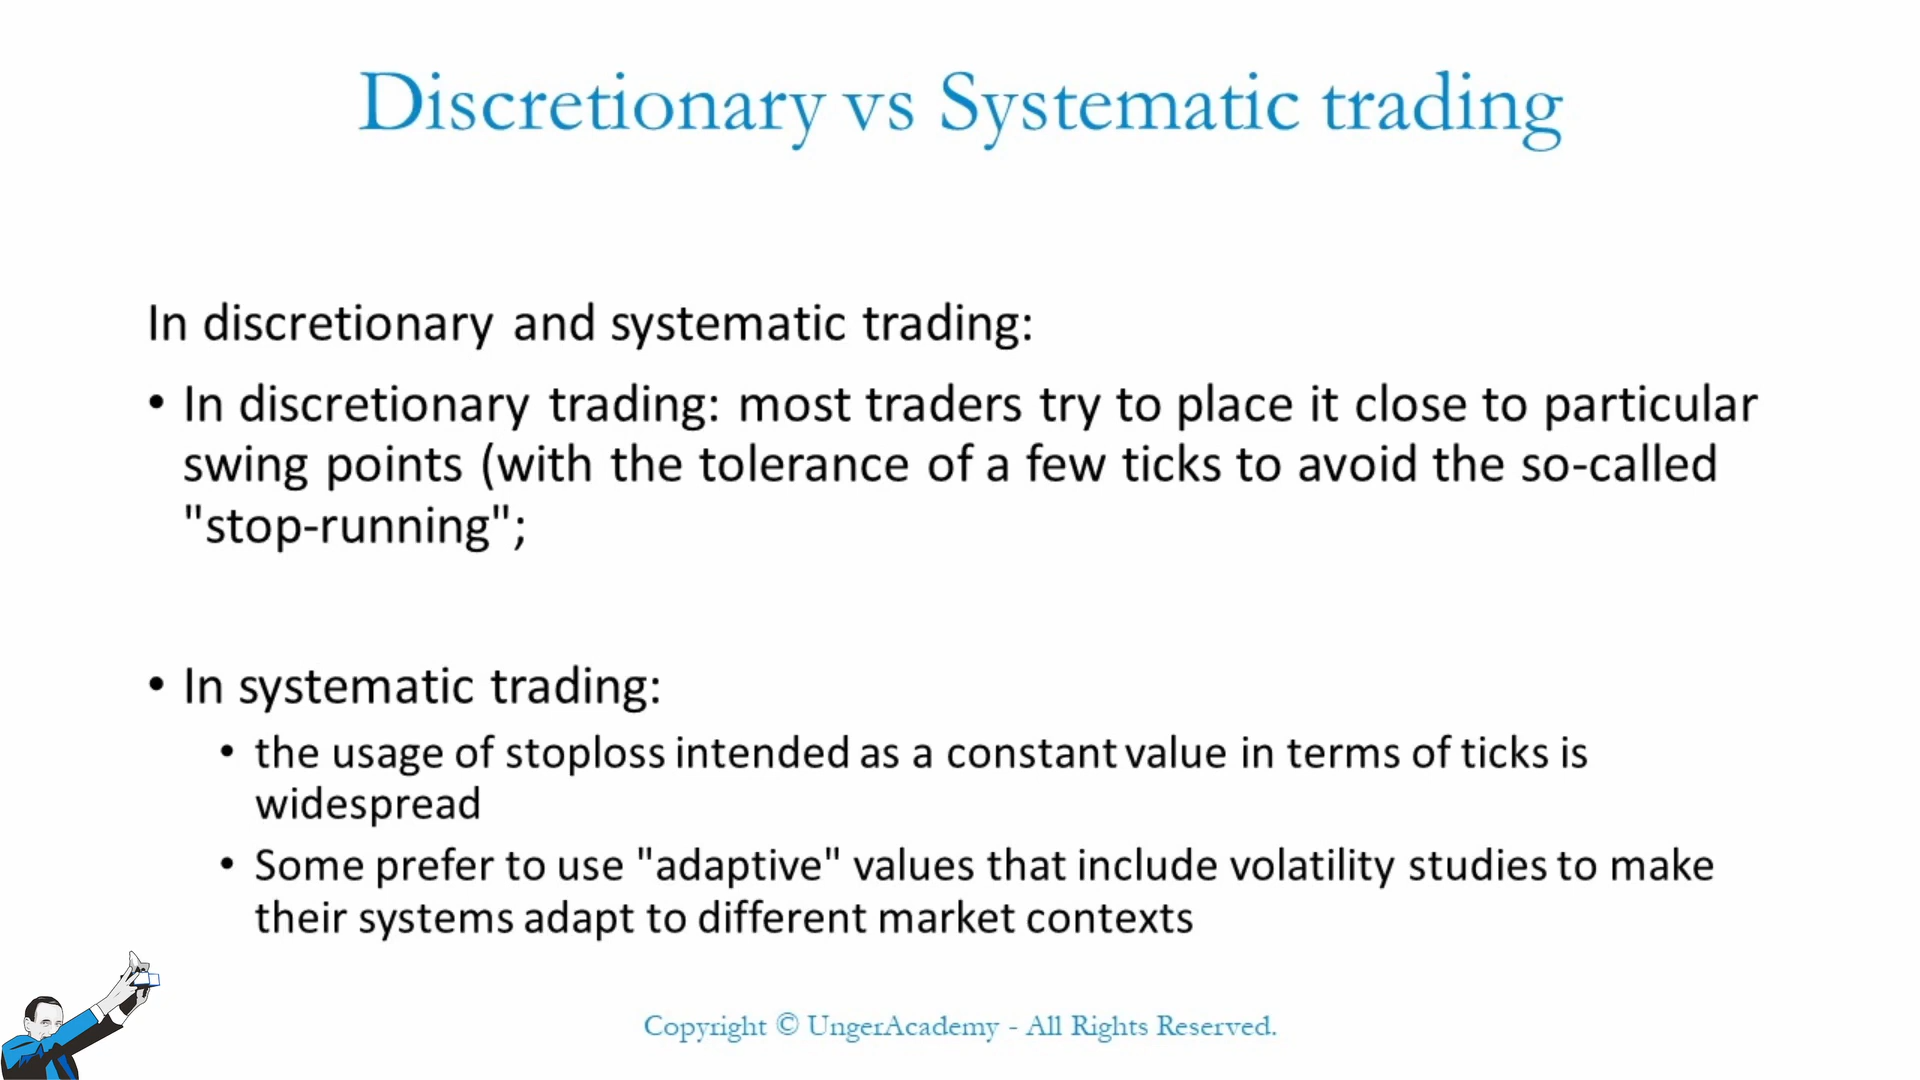 Discretionary vs Systematic trading
In discretionary and systematic trading:
• In discretionary trading: most traders try to place it close to particular
swing points (with the tolerance of a few ticks to avoid the so-called
"stop-running";
• In systematic trading:
• the usage of stoploss intended as a constant value in terms of ticks is
widespread
• Some prefer to use "adaptive" values that include volatility studies to make
their systems adapt to different market contexts
Copyright © UngerAcademy - All Rights Reserved.